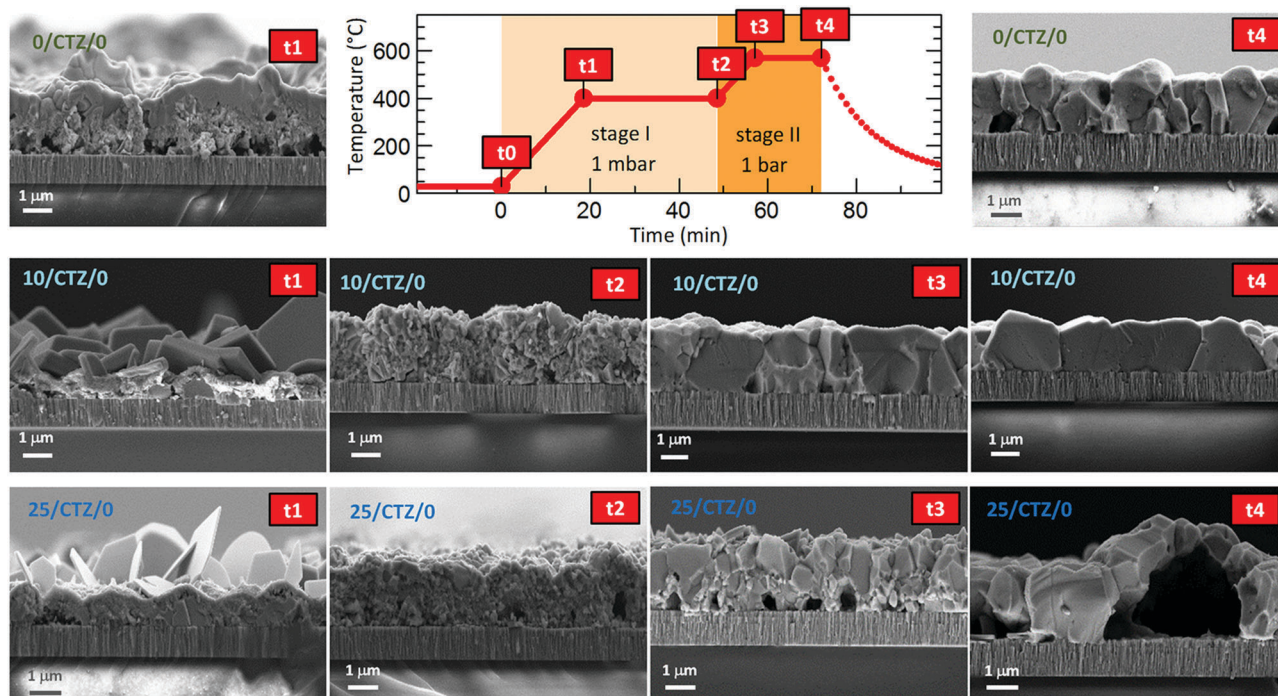 0/CTZ/0
t1
1 μm
Temperature (°C)
600
400
200
0
t0
t1
t2
t3
t4
stage I
1 mbar
stage II
1 bar
0
20
40
60
80
Time (min)
0/CTZ/0
t4
1 μm
10/CTZ/0
t1
1 μm
10/CTZ/0
t2
1 μm
10/CTZ/0
t3
1 μm
10/CTZ/0
t4
1 μm
25/CTZ/0
t1
1 μm
25/CTZ/0
t2
1 μm
25/CTZ/0
t3
1 μm
25/CTZ/0
t4
1 μm